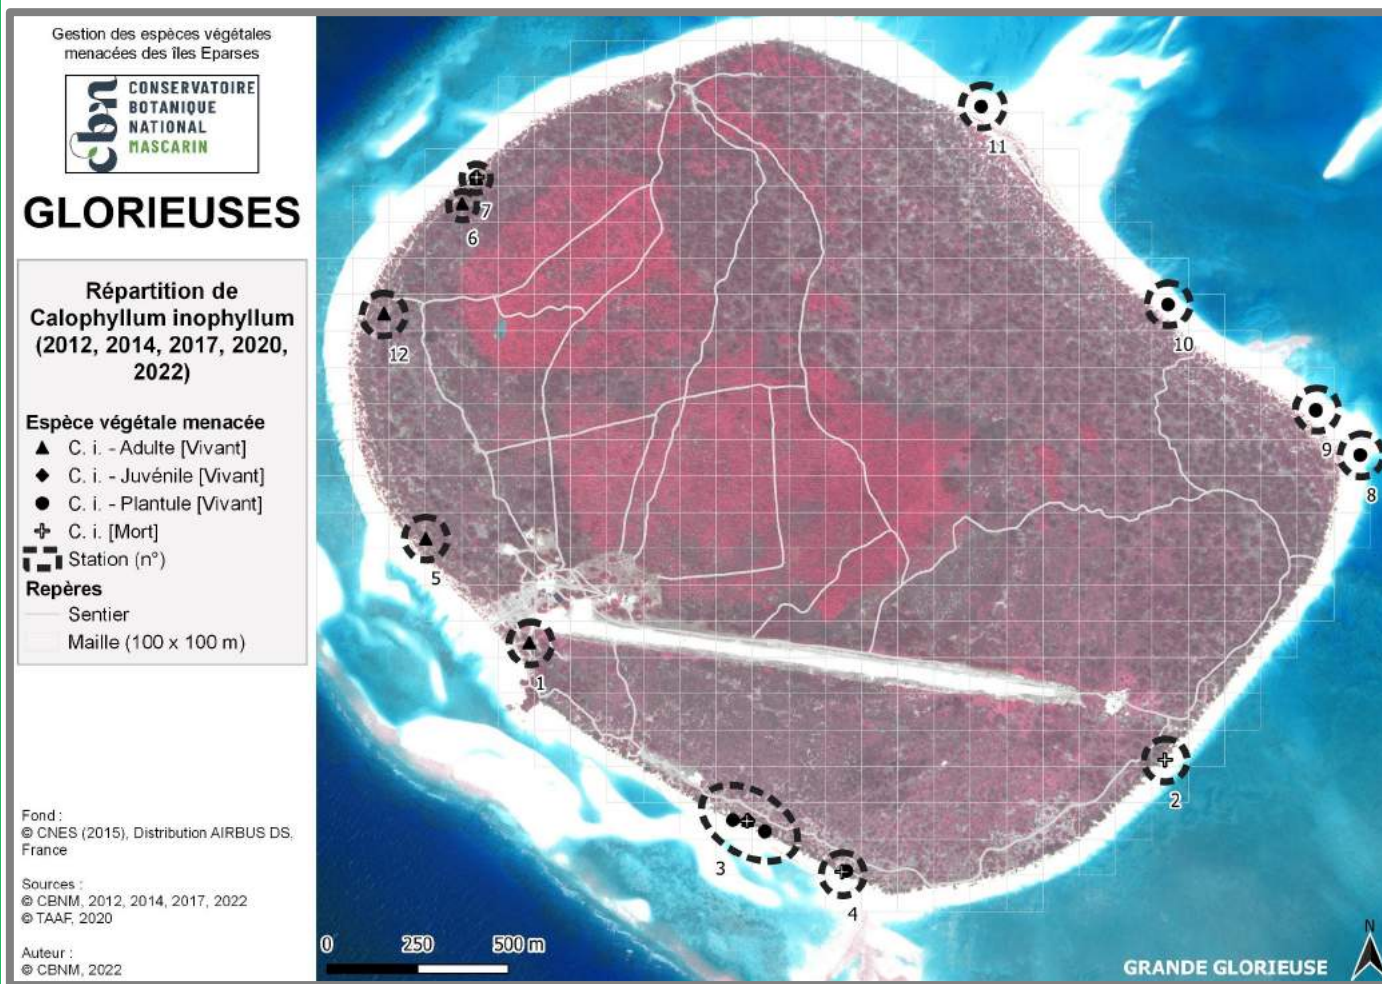 Gestion des espèces végétales
menacées des îles Eparses
cbn
CONSERVATOIRE
BOTANIQUE
NATIONAL
MASCARIN
GLORIEUSES
Répartition de
Calophyllum inophyllum
(2012, 2014, 2017, 2020,
2022)
Espèce végétale menacée
C. i. - Adulte [Vivant]
C. i. - Juvénile [Vivant]
C. i. - Plantule [Vivant]
C. i. [Mort]
Station (n°)
Repères
Sentier
Maille (100 x 100 m)
Fond :
© CNES (2015), Distribution AIRBUS DS,
France
Sources :
© CBNM, 2012, 2014, 2017, 2022
© TAAF, 2020
Auteur :
© CBNM, 2022
11
7
6
10
12
9
8
5
1
2
3
4
0 250 500 m
N
GRANDE GLORIEUSE